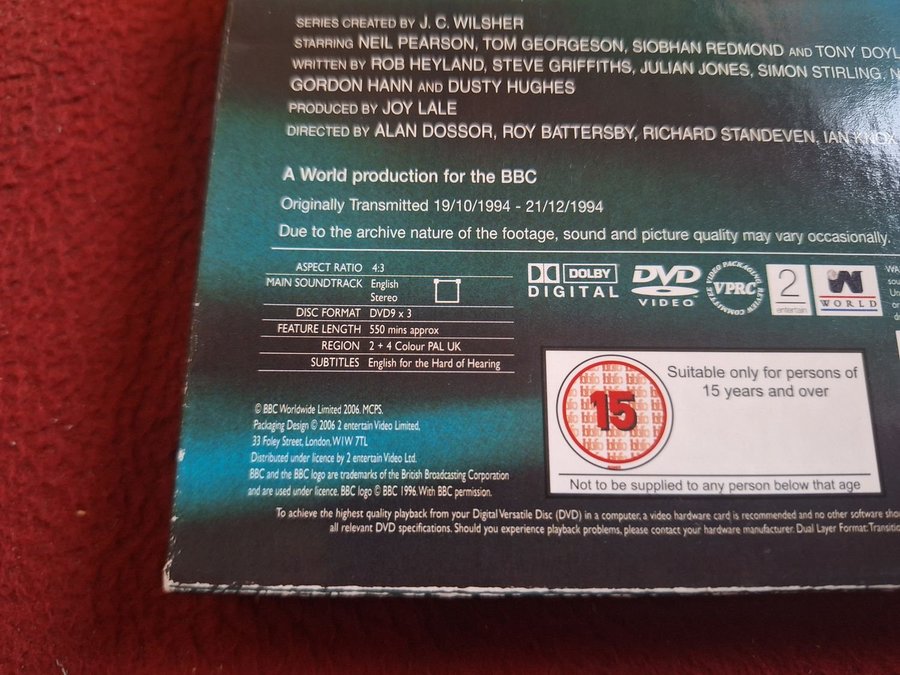 SERIES CREATED BY J. C. WILSHER
STARRING NEIL PEARSON, TOM GEORGESON, SIOBHAN REDMOND AND TONY DOYL
WRITTEN BY ROB HEYLAND, STEVE GRIFFITHS, JULIAN JONES, SIMON STIRLING,
GORDON HANN AND DUSTY HUGHES
PRODUCED BY JOY LALE
DIRECTED BY ALAN DOSSOR, ROY BATTERSBY, RICHARD STANDEVEN, IAN KNOX
A World production for the BBC
Originally Transmitted 19/10/1994 - 21/12/1994
Due to the archive nature of the footage, sound and picture quality may vary occasionally.
ASPECT RATIO 4:3
MAIN SOUNDTRACK English
Stereo
DISC FORMAT DVD9 x 3
FEATURE LENGTH 550 mins approx
REGION 2 + 4 Colour PAL UK
SUBTITLES English for the Hard of Hearing
DOLBY
DIGITAL
DVD
VIDEO
VIDEO PACKAGING REVIEW COMMITTEE
VPRC
2
entertain
W
WORLD
15
Suitable only for persons of
15 years and over
Not to be supplied to any person below that age
© BBC Worldwide Limited 2006. MCPS.
Packaging Design © 2006 2 entertain Video Limited,
33 Foley Street, London, W1W 7TL
Distributed under licence by 2 entertain Video Ltd.
BBC and the BBC logo are trademarks of the British Broadcasting Corporation
and are used under licence. BBC logo © BBC 1996. With BBC permission.
To achieve the highest quality playback from your Digital Versatile Disc (DVD) in a computer, a video hardware card is recommended and no other software sho
all relevant DVD specifications. Should you experience playback problems, please contact your hardware manufacturer. Dual Layer Format: Transitio